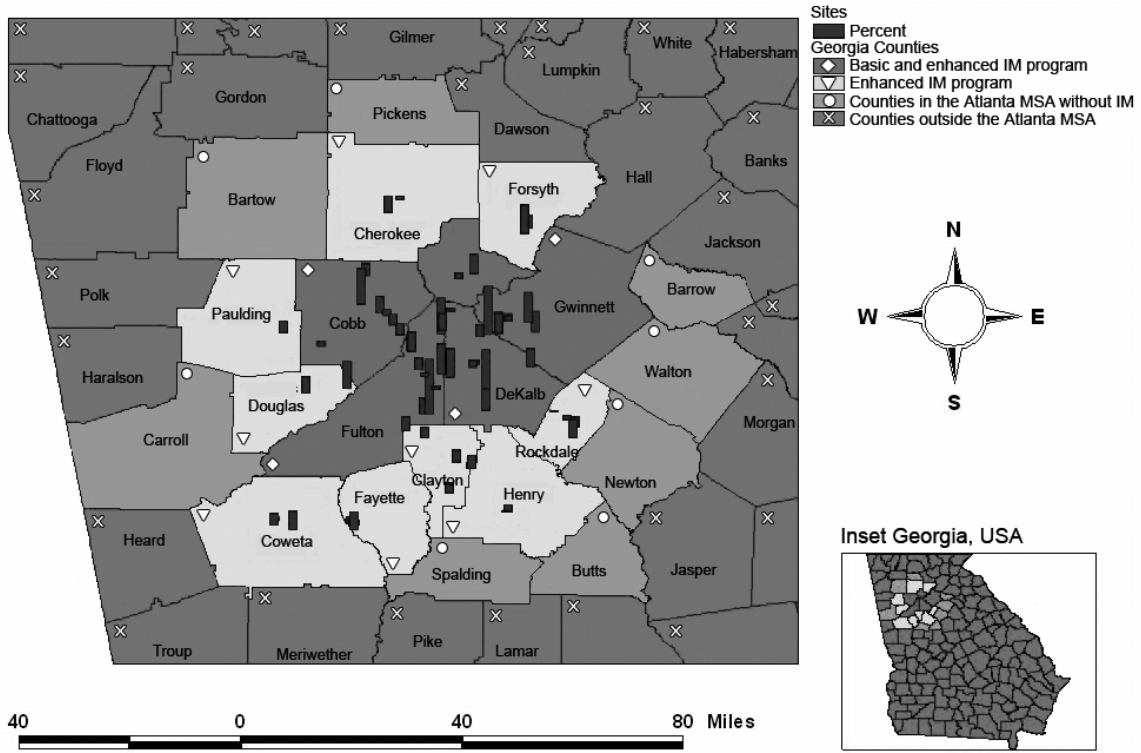 Sites
Percent
Georgia Counties
Basic and enhanced IM program
Enhanced IM program
Counties in the Atlanta MSA without IM
Counties outside the Atlanta MSA
Gilmer
White
Habersham
Lumpkin
Gordon
Chattooga
Pickens
Dawson
Floyd
Banks
Hall
Bartow
Forsyth
Cherokee
Jackson
Polk
Barrow
Gwinnett
Paulding
Cobb
Haralson
Walton
DeKalb
Douglas
Morgan
Carroll
Fulton
Rockdale
Clayton
Newton
Fayette
Henry
Heard
Coweta
Spalding
Butts
Jasper
Troup
Meriwether
Pike
Lamar
N
W
E
S
Inset Georgia, USA
40
0
40
80 Miles